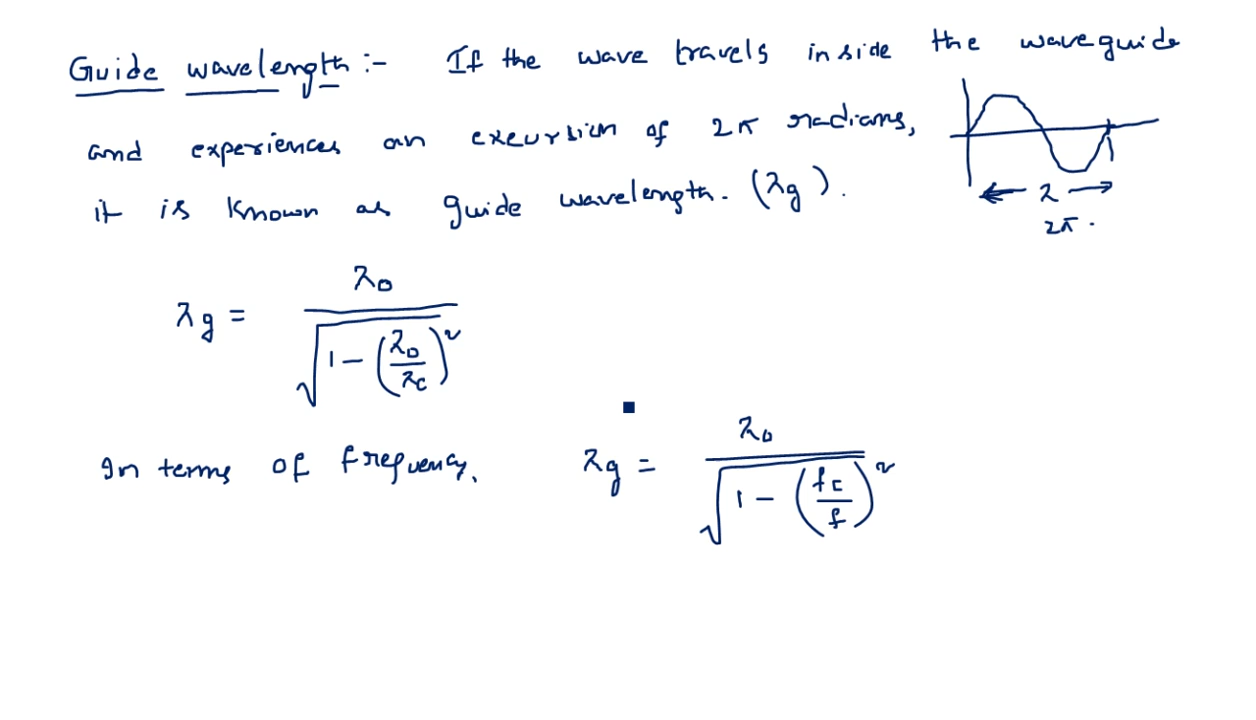 Guide wavelength :- If the wave travels inside the waveguide
and experiences an excursion of 2π radians,
it is known as guide wavelength. (λg).
λ
2π.
λg = λ0 / √(1 - (λ0/λc)²)
In terms of frequency, λg = λ0 / √(1 - (fc/f)²)